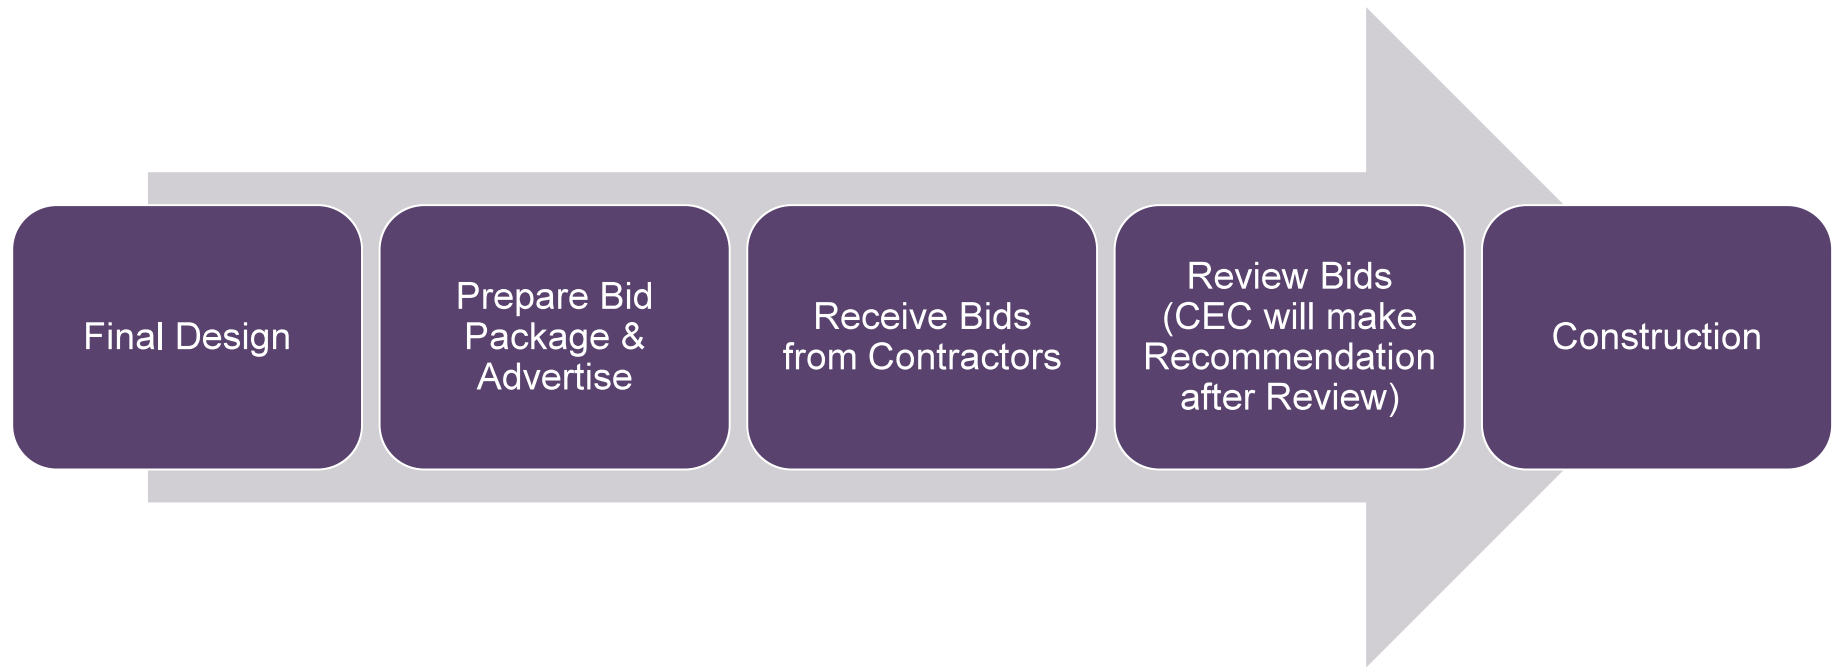 Final Design
Prepare Bid
Package &
Advertise
Receive Bids
from Contractors
Review Bids
(CEC will make
Recommendation
after Review)
Construction